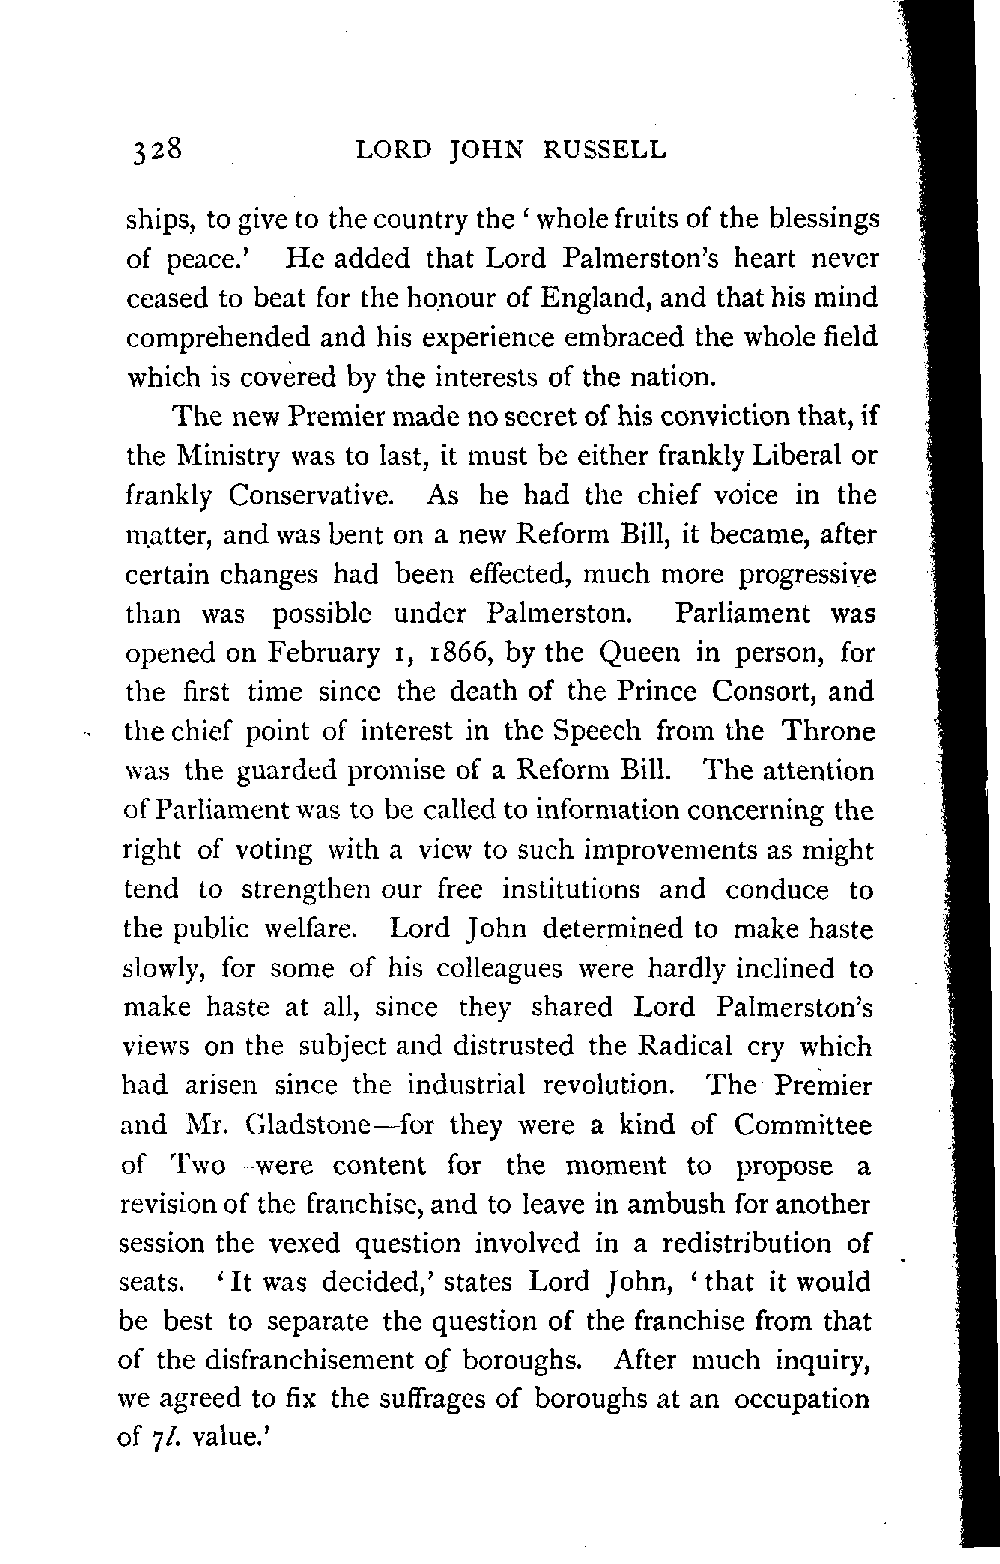 328 LORD JOHN RUSSELL
ships, to give to the country the ‘ whole fruits of the blessings
of peace.’ He added that Lord Palmerston’s heart never
ceased to beat for the honour of England, and that his mind
comprehended and his experience embraced the whole field
which is covered by the interests of the nation.
The new Premier made no secret of his conviction that, if
the Ministry was to last, it must be either frankly Liberal or
frankly Conservative. As he had the chief voice in the
matter, and was bent on a new Reform Bill, it became, after
certain changes had been effected, much more progressive
than was possible under Palmerston. Parliament was
opened on February 1, 1866, by the Queen in person, for
the first time since the death of the Prince Consort, and
the chief point of interest in the Speech from the Throne
was the guarded promise of a Reform Bill. The attention
of Parliament was to be called to information concerning the
right of voting with a view to such improvements as might
tend to strengthen our free institutions and conduce to
the public welfare. Lord John determined to make haste
slowly, for some of his colleagues were hardly inclined to
make haste at all, since they shared Lord Palmerston’s
views on the subject and distrusted the Radical cry which
had arisen since the industrial revolution. The Premier
and Mr. Gladstone—for they were a kind of Committee
of Two—were content for the moment to propose a
revision of the franchise, and to leave in ambush for another
session the vexed question involved in a redistribution of
seats. ‘It was decided,’ states Lord John, ‘ that it would
be best to separate the question of the franchise from that
of the disfranchisement of boroughs. After much inquiry,
we agreed to fix the suffrages of boroughs at an occupation
of 7l. value.’